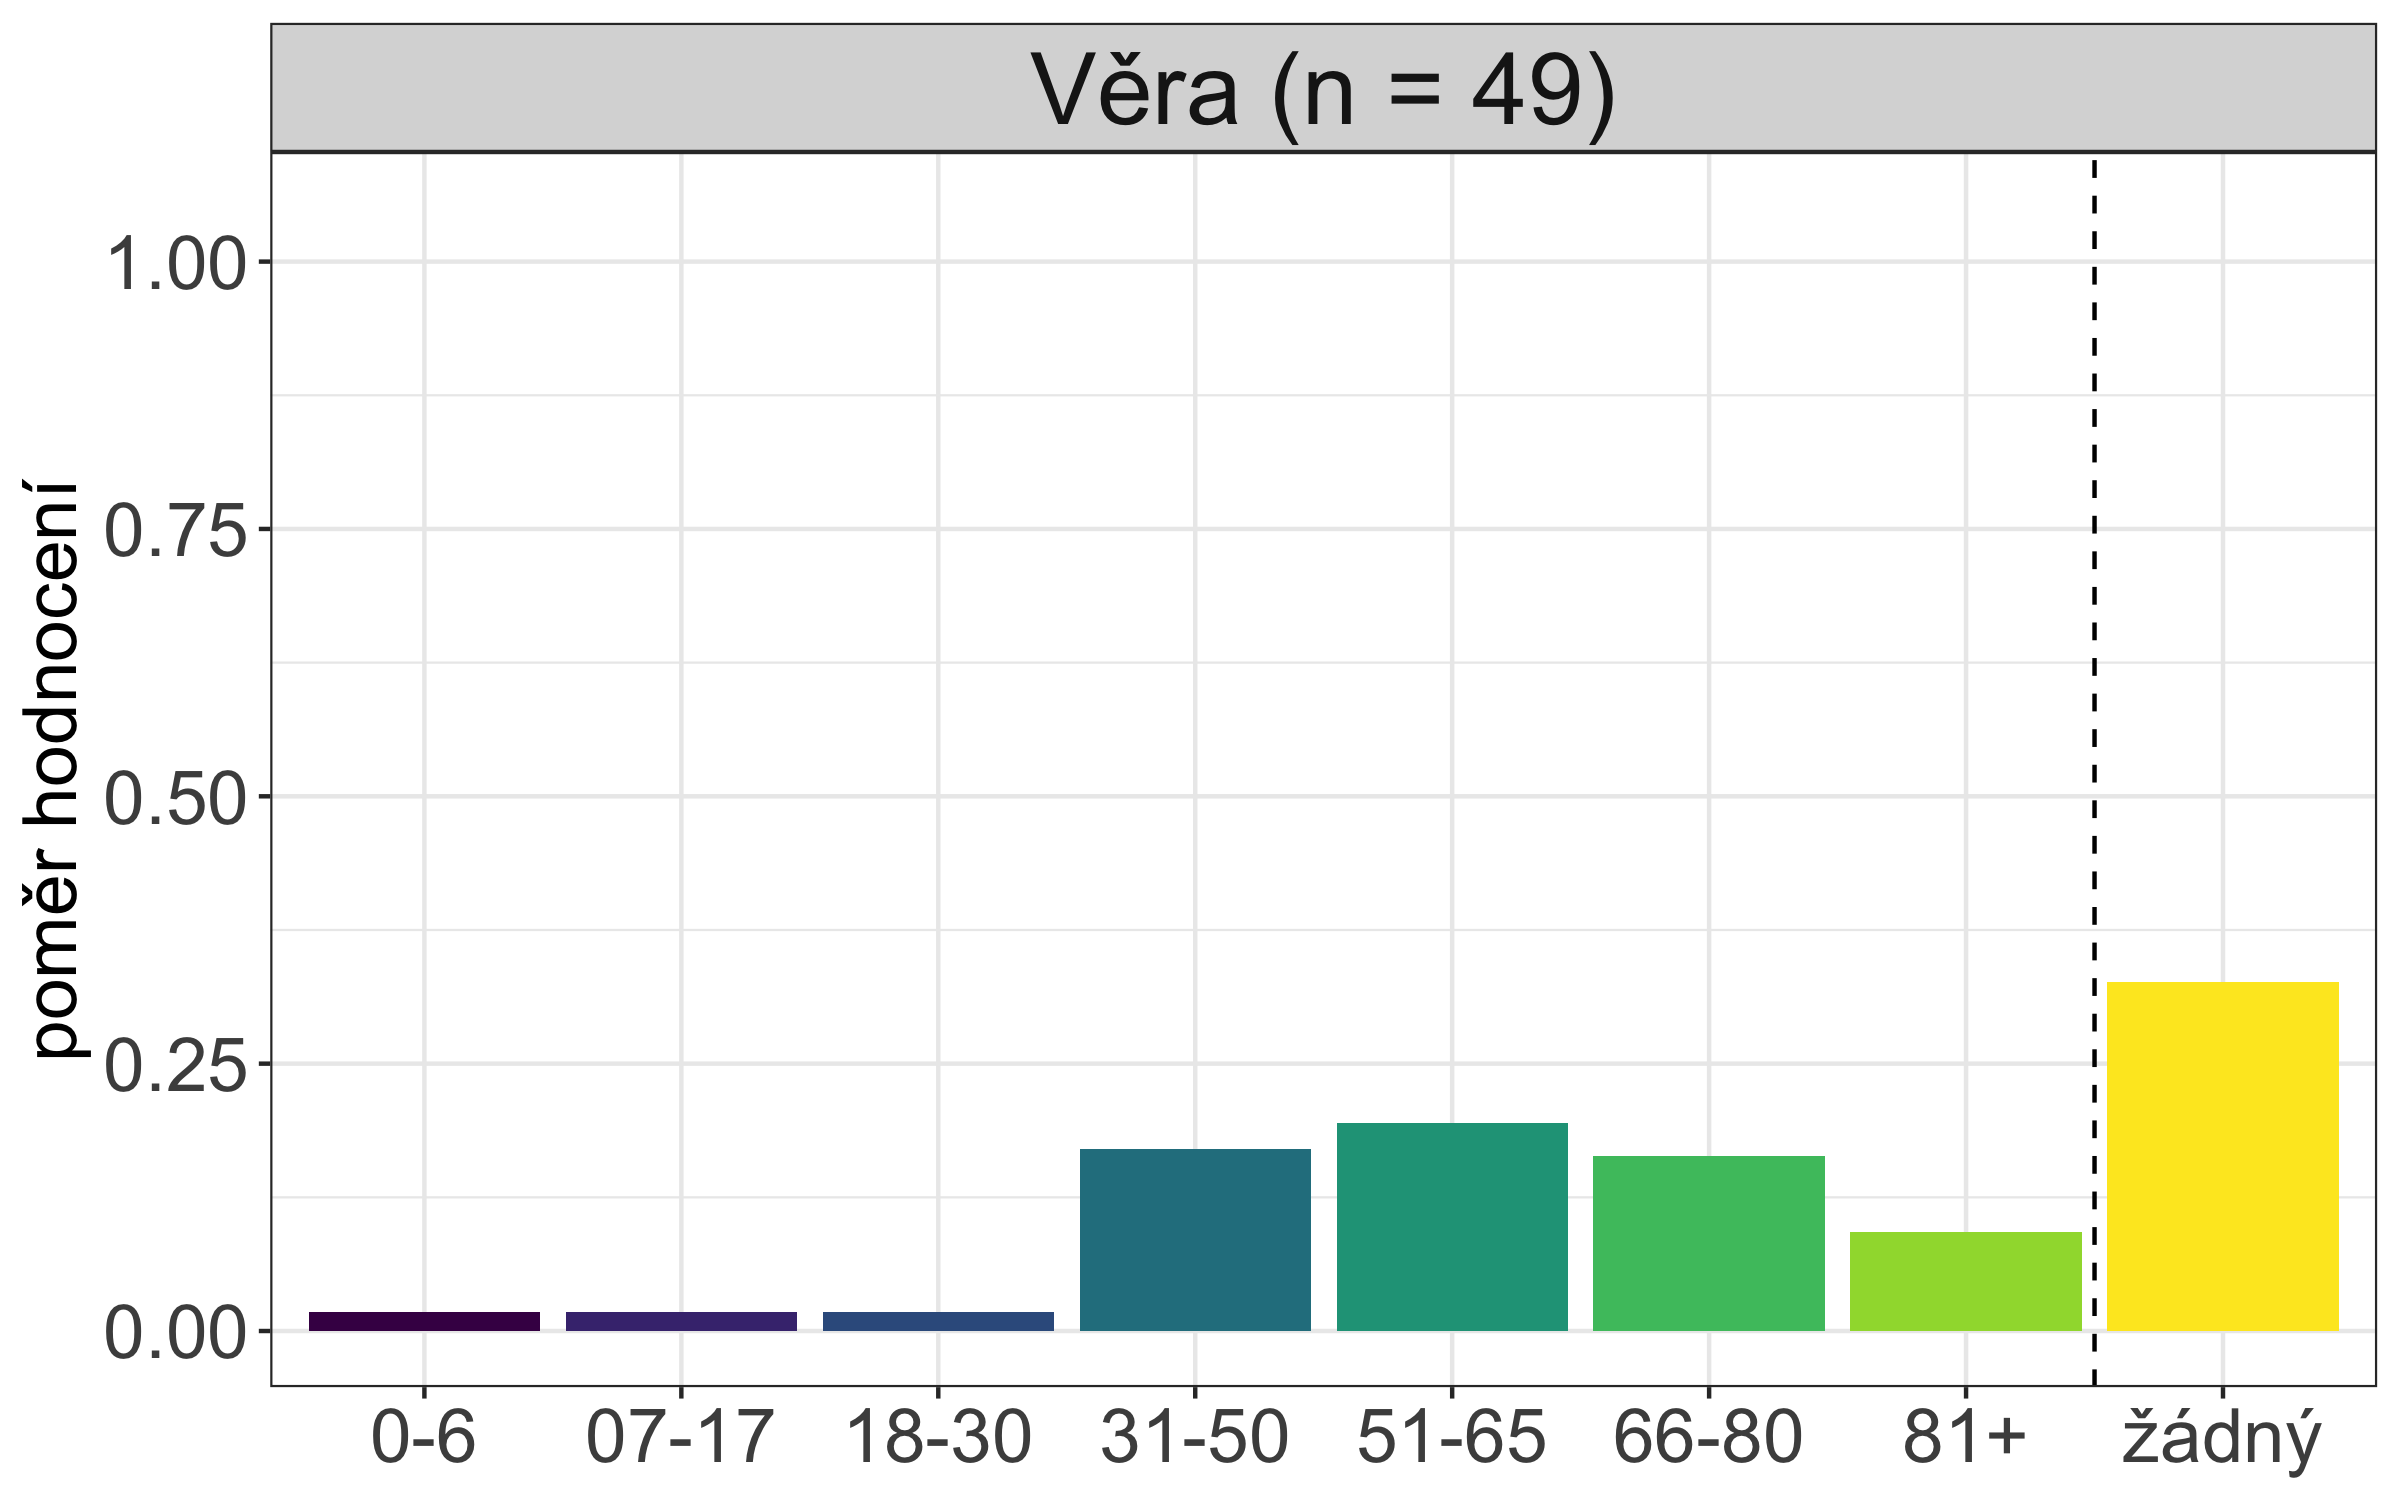 Věra (n = 49)
poměr hodnocení
1.00
0.75
0.50
0.25
0.00
0-6 07-17 18-30 31-50 51-65 66-80 81+ žádný